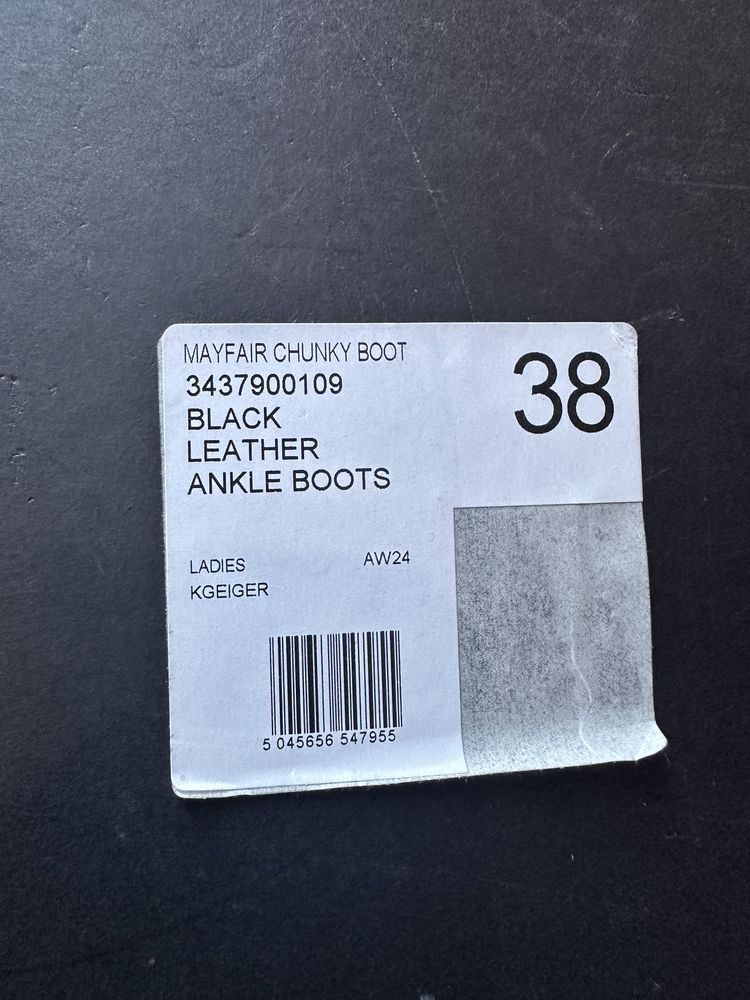 MAYFAIR CHUNKY BOOT
3437900109
BLACK
LEATHER
ANKLE BOOTS
38
LADIES
AW24
KGEIGER
5 045656 547955